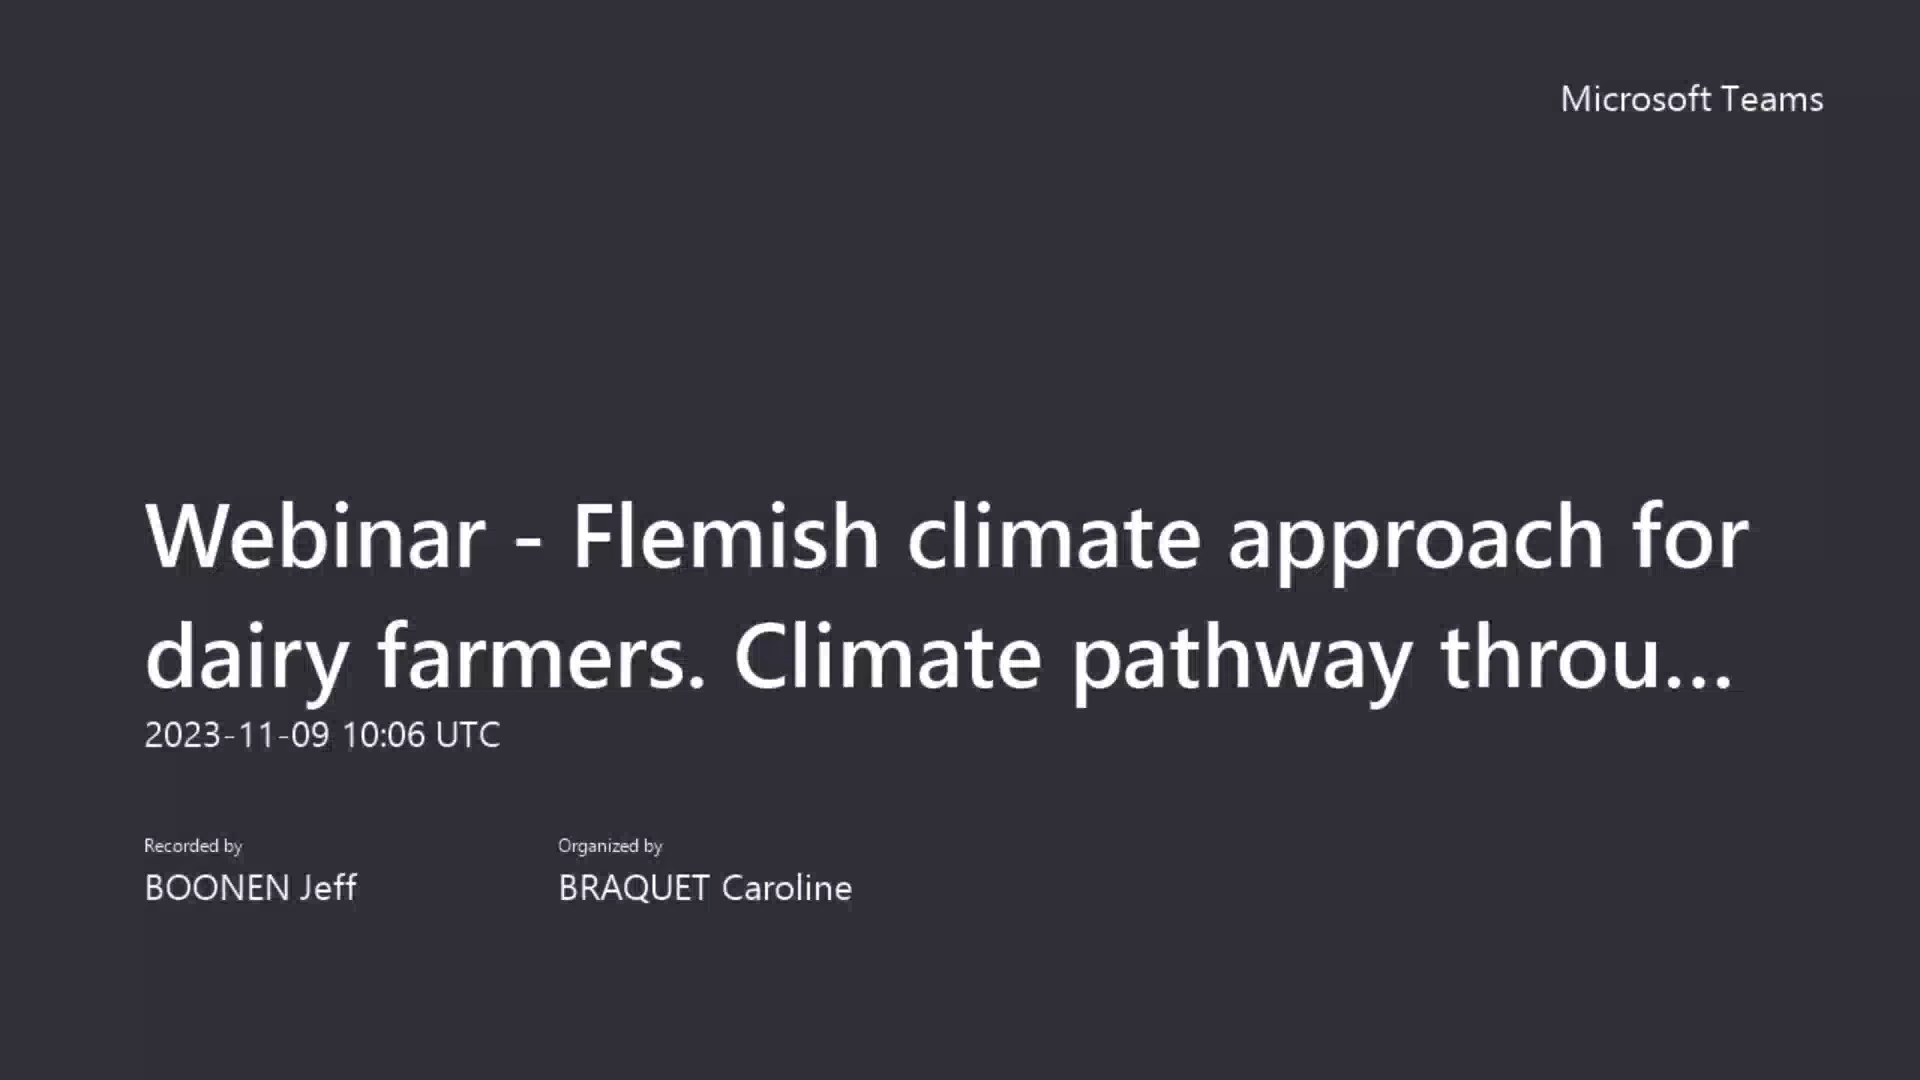 Microsoft Teams
Webinar - Flemish climate approach for
dairy farmers. Climate pathway throu...
2023-11-09 10:06 UTC
Recorded by
BOONEN Jeff
Organized by
BRAQUET Caroline